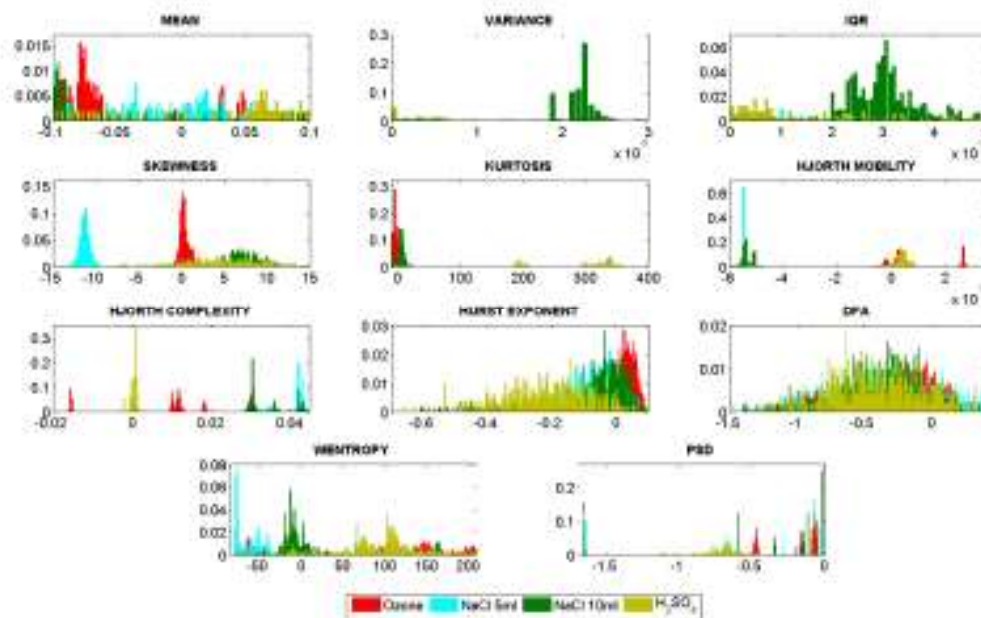 MEAN
0.015
0.01
0.005
0
-0.1 -0.05 0 0.05 0.1
VARIANCE
0.3
0.2
0.1
0
0 1 2 3
x 10
IQR
0.06
0.04
0.02
0
0 1 2 3 4
x 10
SKEWNESS
0.15
0.1
0.05
0
-15 -10 -5 0 5 10 15
KURTOSIS
0.3
0.2
0.1
0
0 100 200 300 400
HJORTH MOBILITY
0.6
0.4
0.2
0
-6 -4 -2 0 2
x 10
HJORTH COMPLEXITY
0.3
0.2
0.1
0
-0.02 0 0.02 0.04
HURST EXPONENT
0.03
0.02
0.01
0
-0.6 -0.4 -0.2 0
DFA
0.02
0.01
0
-1.5 -1 -0.5 0
WENTROPY
0.08
0.06
0.04
0.02
0
-50 0 50 100 150 200
PSD
0.2
0.1
0
-1.5 -1 -0.5 0
Ozone NaCl 5ml NaCl 10ml H2SO4